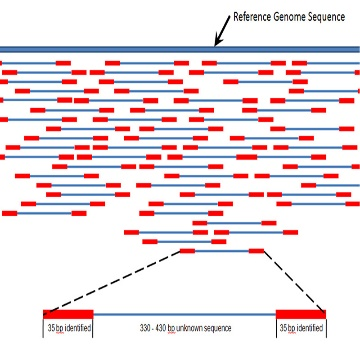 Reference Genome Sequence
35 bp identified 330 - 430 bp unknown sequence 35 bp identified